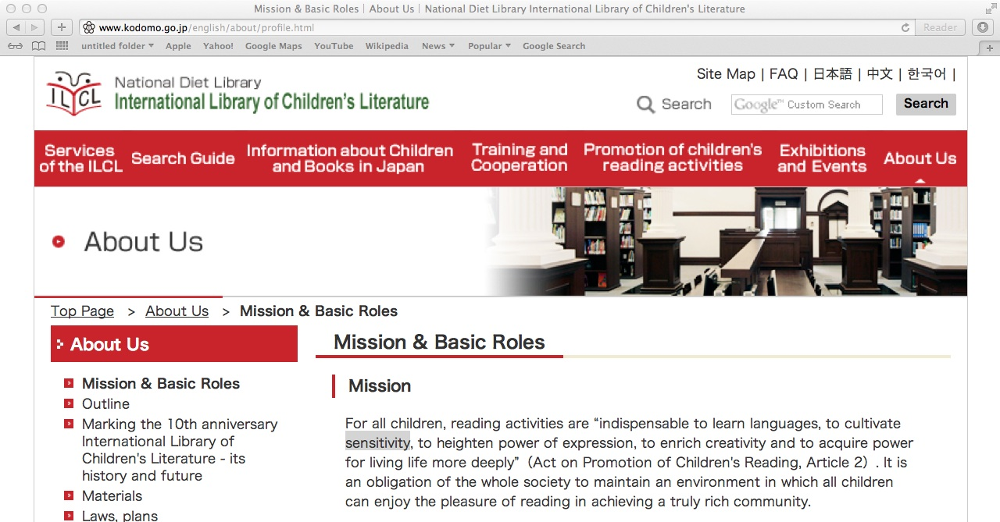 Mission & Basic Roles | About Us | National Diet Library International Library of Children's Literature
www.kodomo.go.jp/english/about/profile.html
Reader
untitled folder Apple Yahoo! Google Maps YouTube Wikipedia News Popular Google Search
Site Map | FAQ | 日本語 | 中文 | 한국어 |
ILCL
National Diet Library
International Library of Children's Literature
Search Google™ Custom Search Search
Services of the ILCL
Search Guide
Information about Children and Books in Japan
Training and Cooperation
Promotion of children's reading activities
Exhibitions and Events
About Us
About Us
Top Page > About Us > Mission & Basic Roles
About Us
Mission & Basic Roles
Outline
Marking the 10th anniversary
International Library of
Children's Literature - its
history and future
Materials
Laws, plans
Mission & Basic Roles
Mission
For all children, reading activities are “indispensable to learn languages, to cultivate
sensitivity, to heighten power of expression, to enrich creativity and to acquire power
for living life more deeply”（Act on Promotion of Children's Reading, Article 2）. It is
an obligation of the whole society to maintain an environment in which all children
can enjoy the pleasure of reading in achieving a truly rich community.